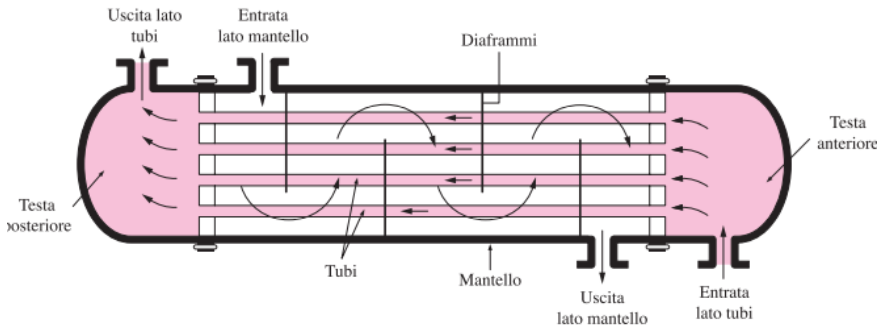 Uscita lato
tubi
Entrata
lato mantello
Diaframmi
Testa
anteriore
Testa
posteriore
Tubi
Mantello
Uscita
lato mantello
Entrata
lato tubi